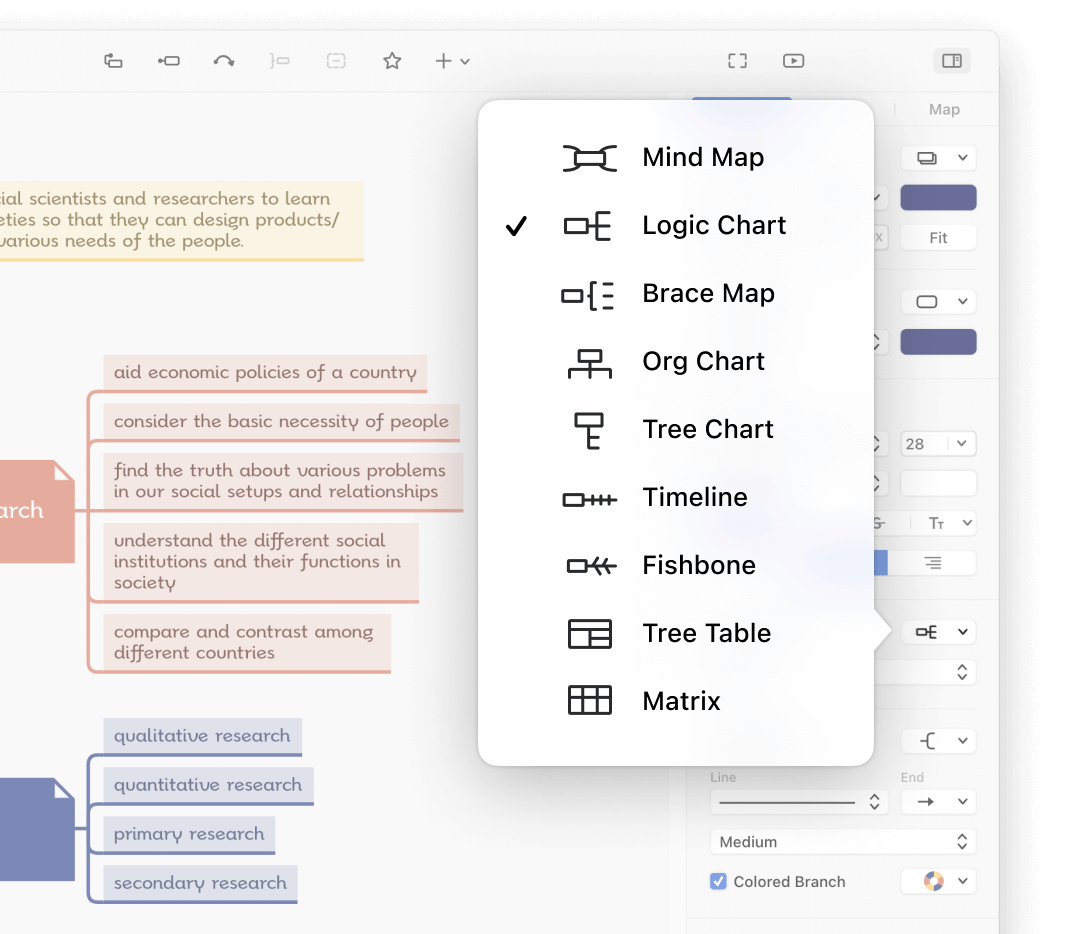 Map
cial scientists and researchers to learn
eties so that they can design products/
various needs of the people.
Fit
aid economic policies of a country
consider the basic necessity of people
find the truth about various problems
in our social setups and relationships
arch
understand the different social
institutions and their functions in
society
compare and contrast among
different countries
qualitative research
quantitative research
primary research
secondary research
Mind Map
Logic Chart
Brace Map
Org Chart
Tree Chart
Timeline
Fishbone
Tree Table
Matrix
x
28
S
TT
Line
End
Medium
Colored Branch